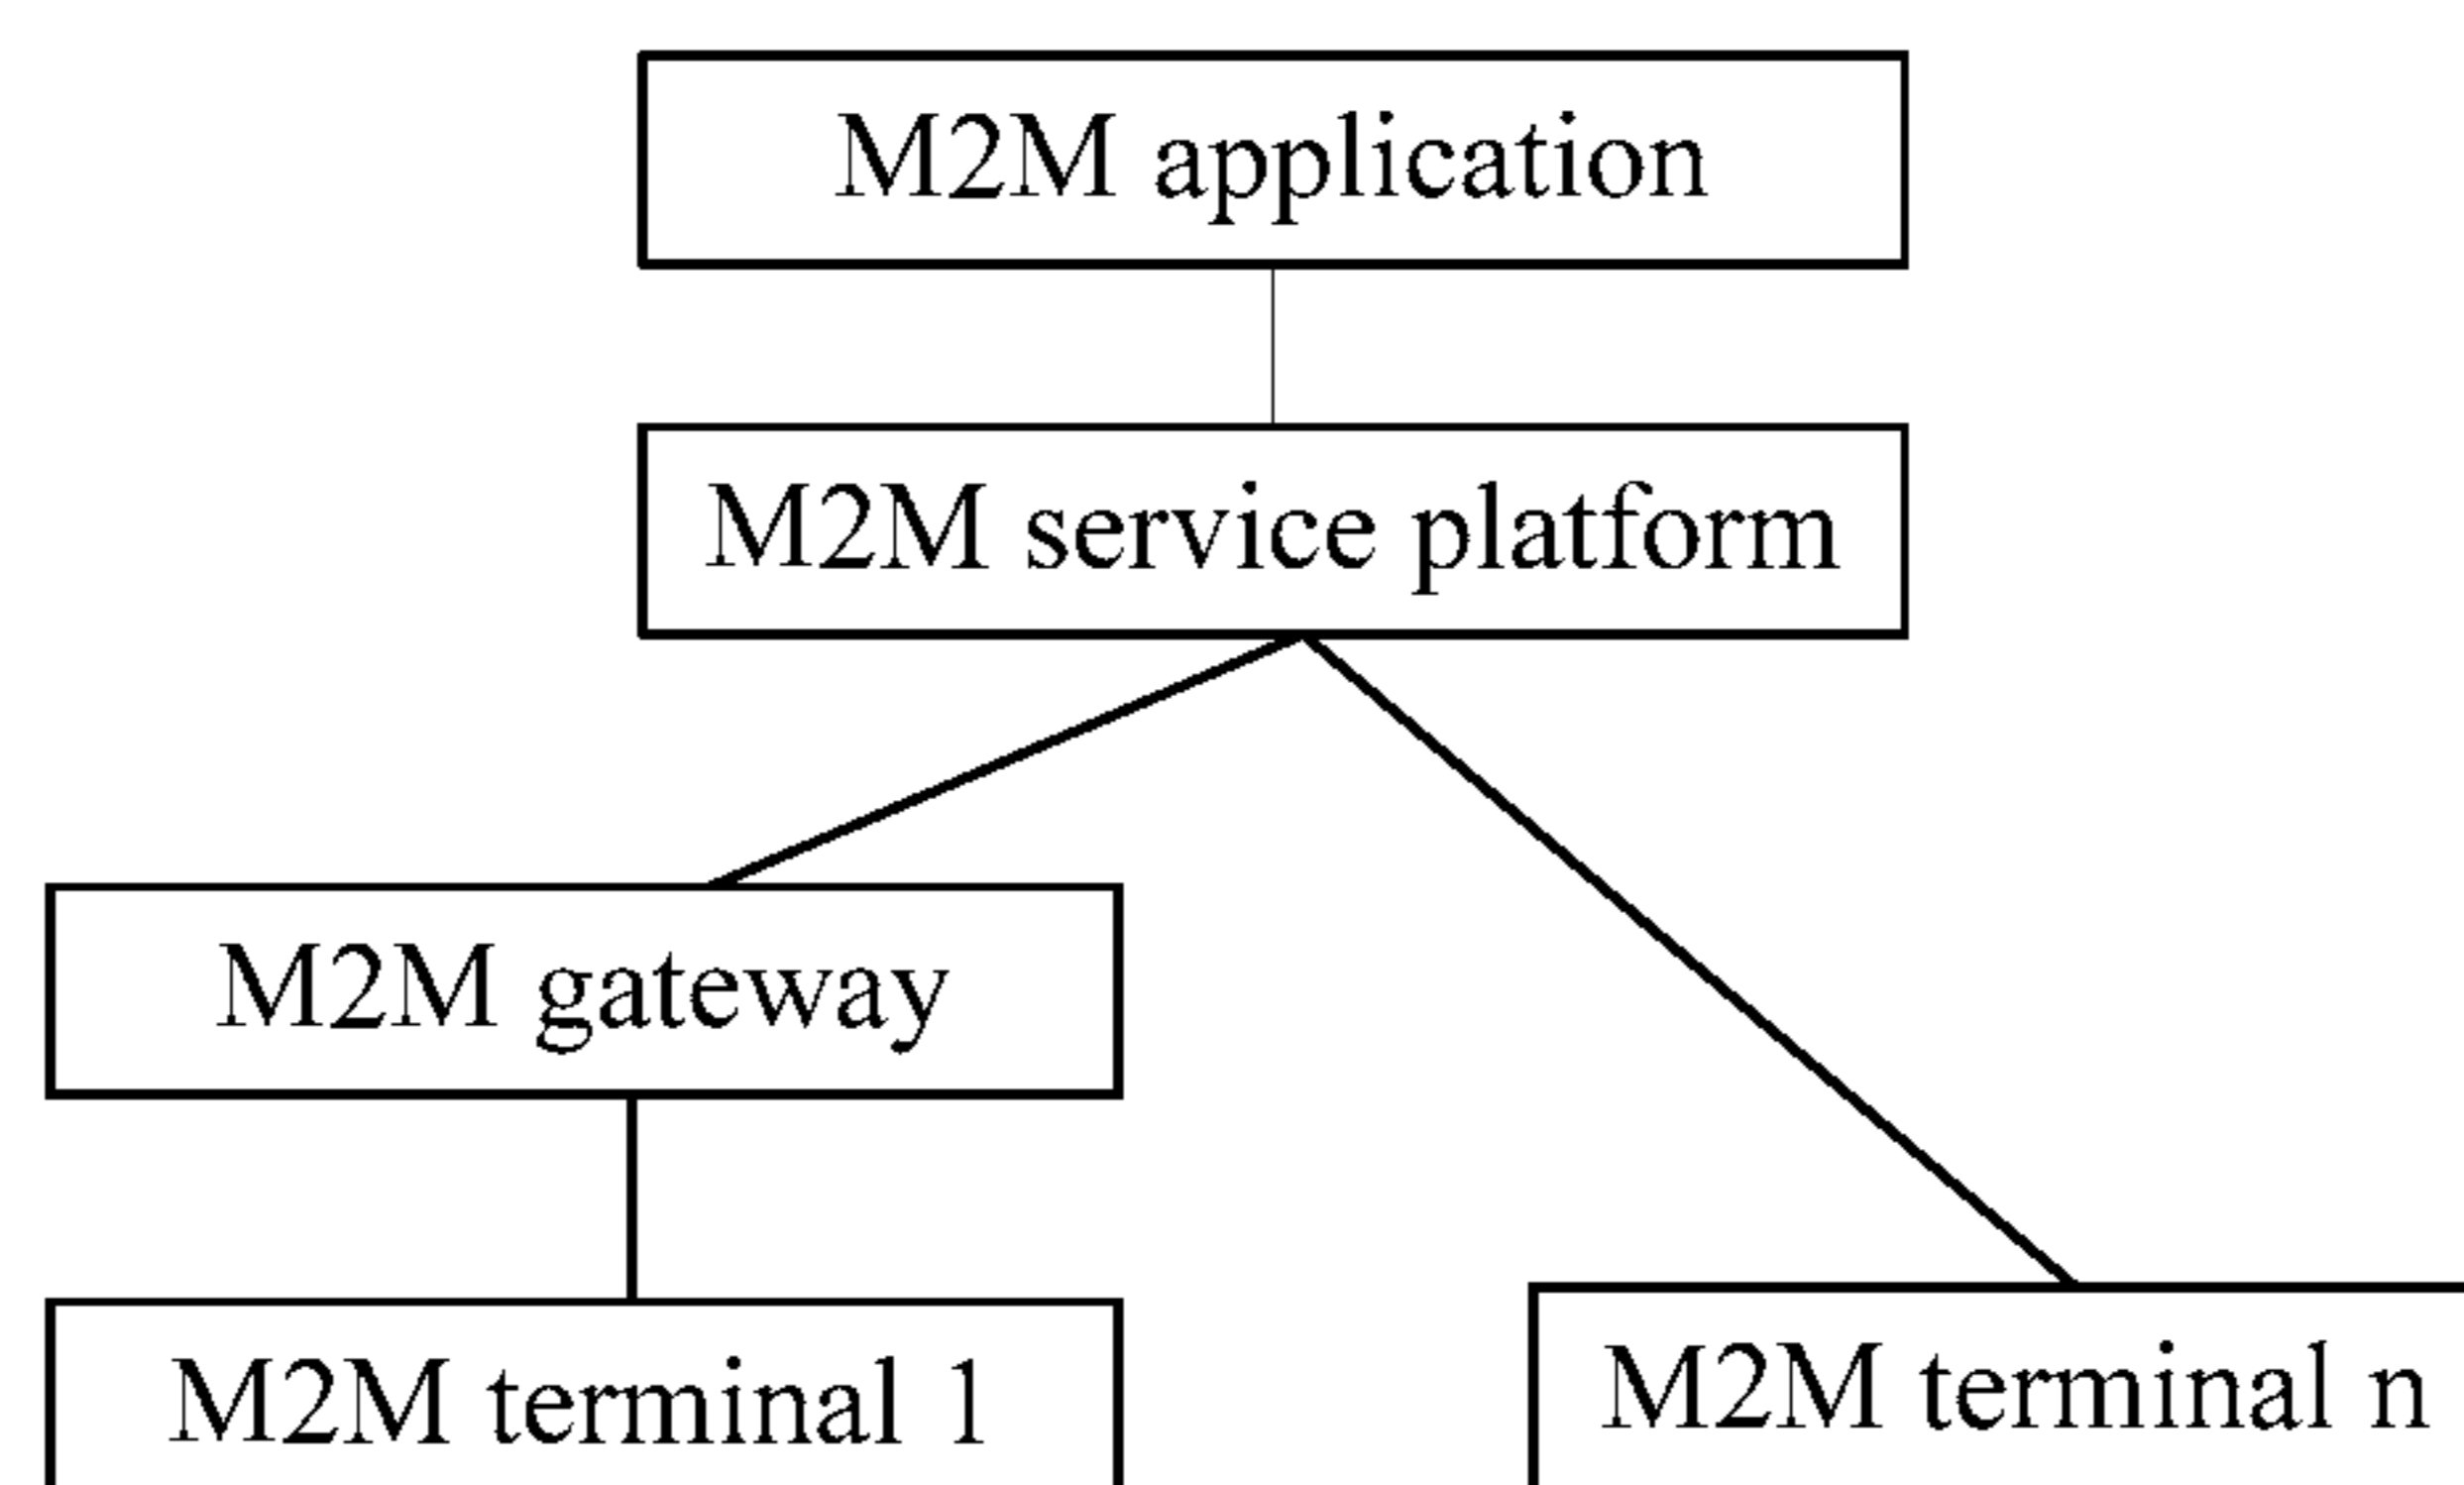 M2M application
M2M service platform
M2M gateway
M2M terminal 1
M2M terminal n